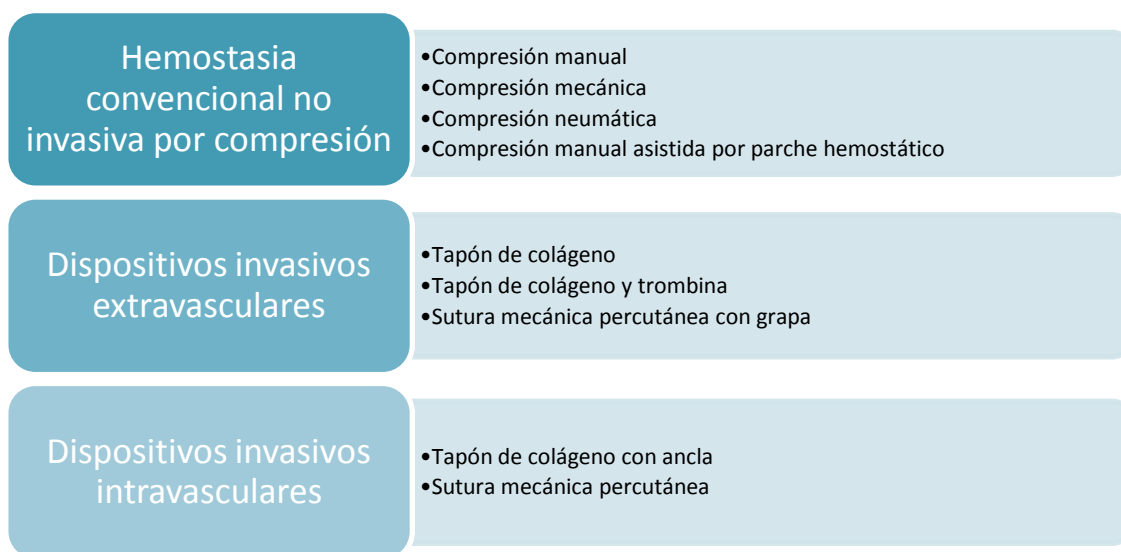 Hemostasia
convencional no
invasiva por compresión
•Compresión manual
•Compresión mecánica
•Compresión neumática
•Compresión manual asistida por parche hemostático
Dispositivos invasivos
extravasculares
•Tapón de colágeno
•Tapón de colágeno y trombina
•Sutura mecánica percutánea con grapa
Dispositivos invasivos
intravasculares
•Tapón de colágeno con ancla
•Sutura mecánica percutánea